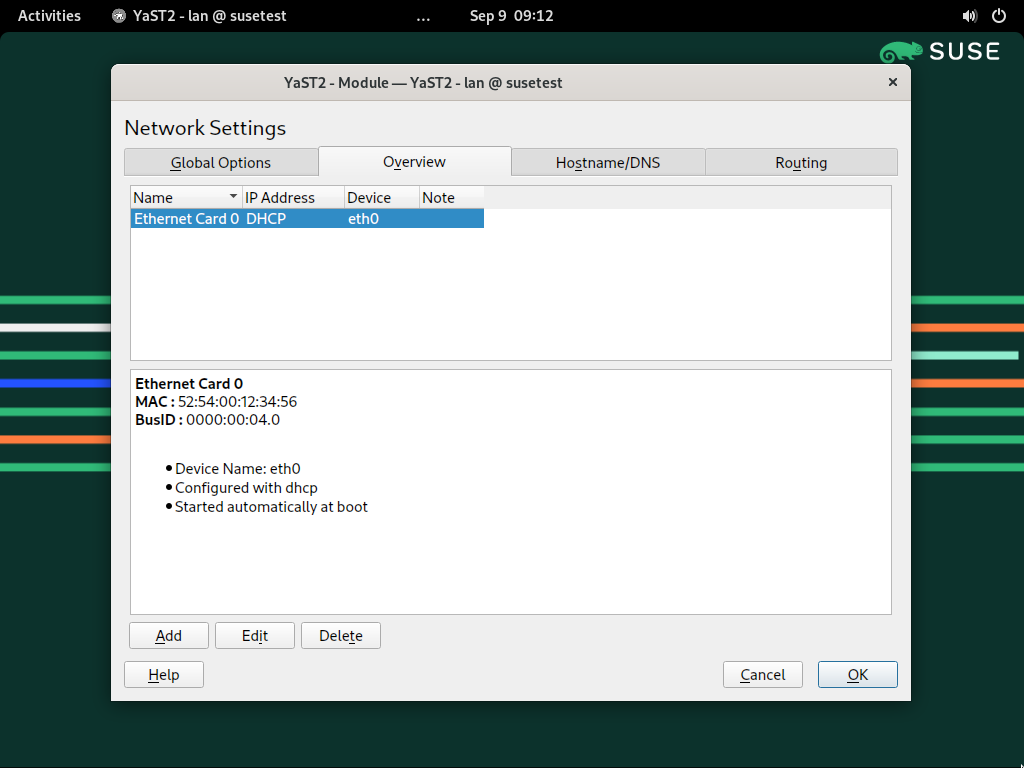 Activities YaST2 - lan @ susetest ... Sep 9 09:12
SUSE
YaST2 - Module — YaST2 - lan @ susetest
Network Settings
Global Options Overview Hostname/DNS Routing
Name IP Address Device Note
Ethernet Card 0 DHCP eth0
Ethernet Card 0
MAC : 52:54:00:12:34:56
BusID : 0000:00:04.0
• Device Name: eth0
• Configured with dhcp
• Started automatically at boot
Add Edit Delete
Help Cancel OK